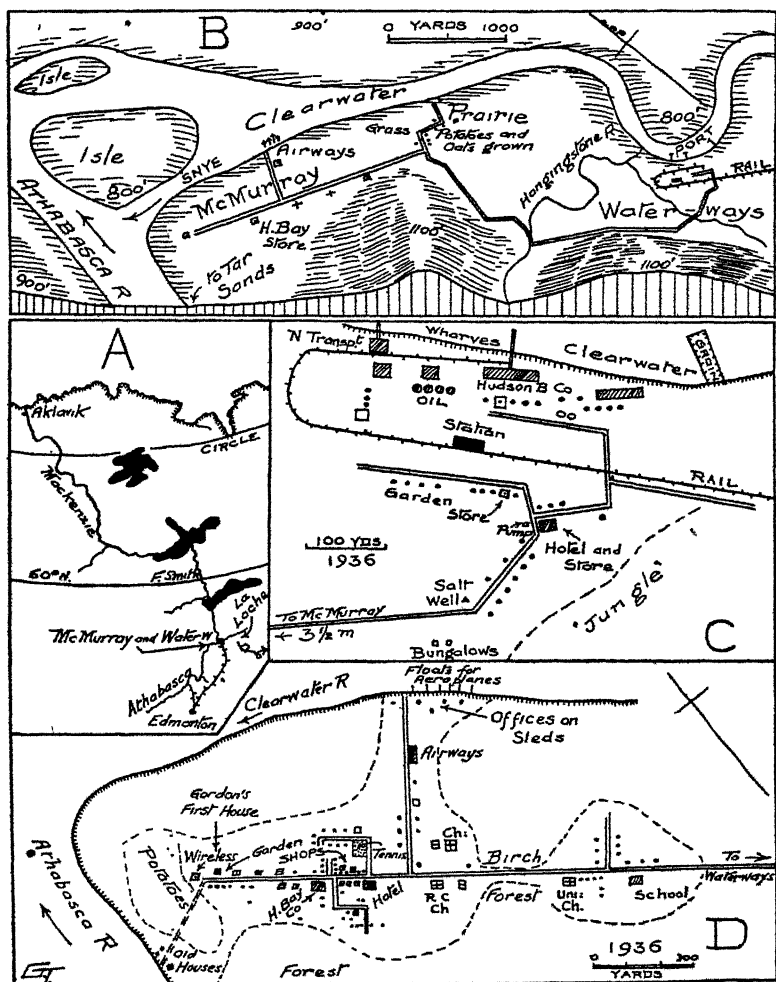 B
900'
0 YARDS 1000
Isle
Isle
800'
Clearwater
SNYE
Airways
McMurray
Grass
Prairie
Potatoes and
Oats grown
Hangingstone R.
800'
PORT
RAIL
Water-ways
ATHABASCA R
900'
to Tar
Sands
H. Bay
Store
1100'
1100'
A
Aklavik
CIRCLE
Mackenzie
60° N.
F. Smith
La
Loche
McMurray and Waterw.
Athabasca
Edmonton
N Transpt
Wharves
Clearwater
GROIN
Hudson B Co
OIL
Station
RAIL
Garden
Store
Pump
Hotel and
Store
100 YDS
1936
Salt
Well
Jungle
To McMurray
← 3½ m
Bungalows
C
Floats for
Aeroplanes
Clearwater R
Offices on
Sleds
Airways
Gordon's
First House
Wireless
Garden
SHOPS
Tennis
Ch:
Birch
To
Waterways
Potatoes
H. Bay
Co
Hotel
R C
Ch
Forest
Uni:
Ch.
School
Athabasca R
Old
Houses
Forest
1936
YARDS
D
GT